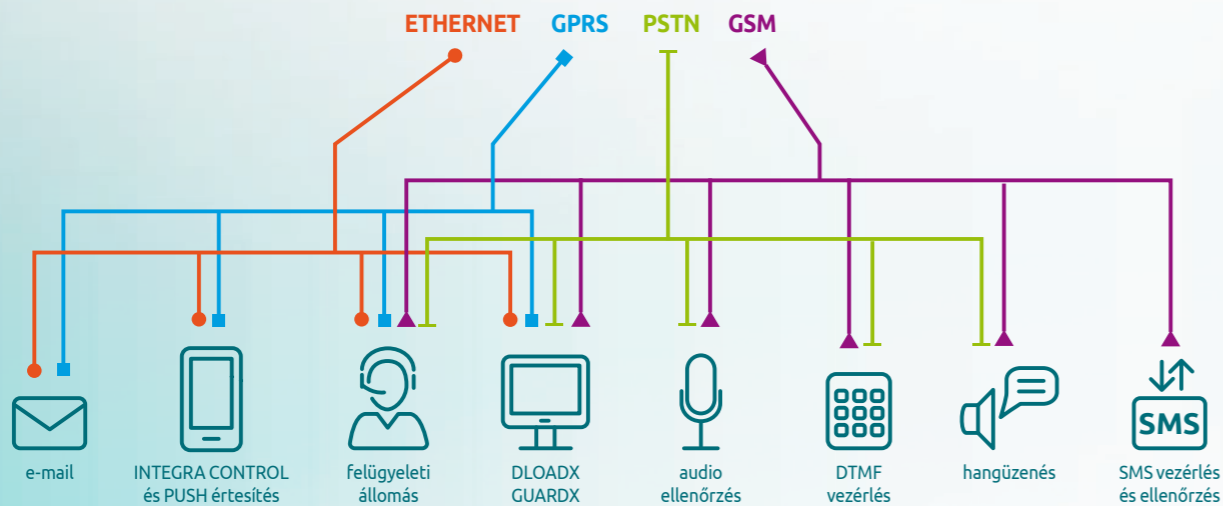 ETHERNET GPRS PSTN GSM
SMS
e-mail
INTEGRA CONTROL
és PUSH értesítés
felügyeleti
állomás
DLOADX
GUARDX
audio
ellenőrzés
DTMF
vezérlés
hangüzenés
SMS vezérlés
és ellenőrzés